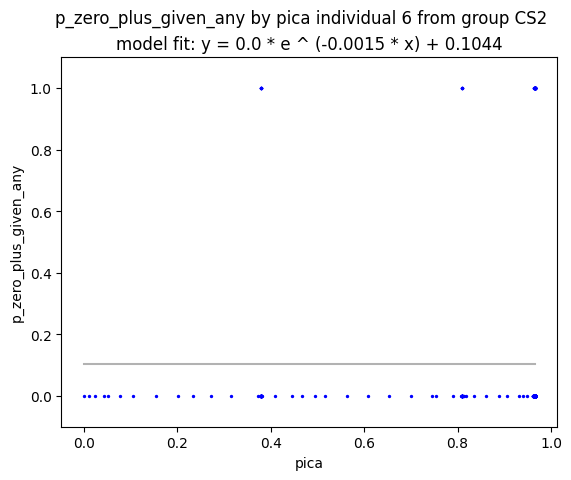 p_zero_plus_given_any by pica individual 6 from group CS2
model fit: y = 0.0 * e ^ (-0.0015 * x) + 0.1044
p_zero_plus_given_any
1.0
0.8
0.6
0.4
0.2
0.0
0.0 0.2 0.4 0.6 0.8 1.0
pica